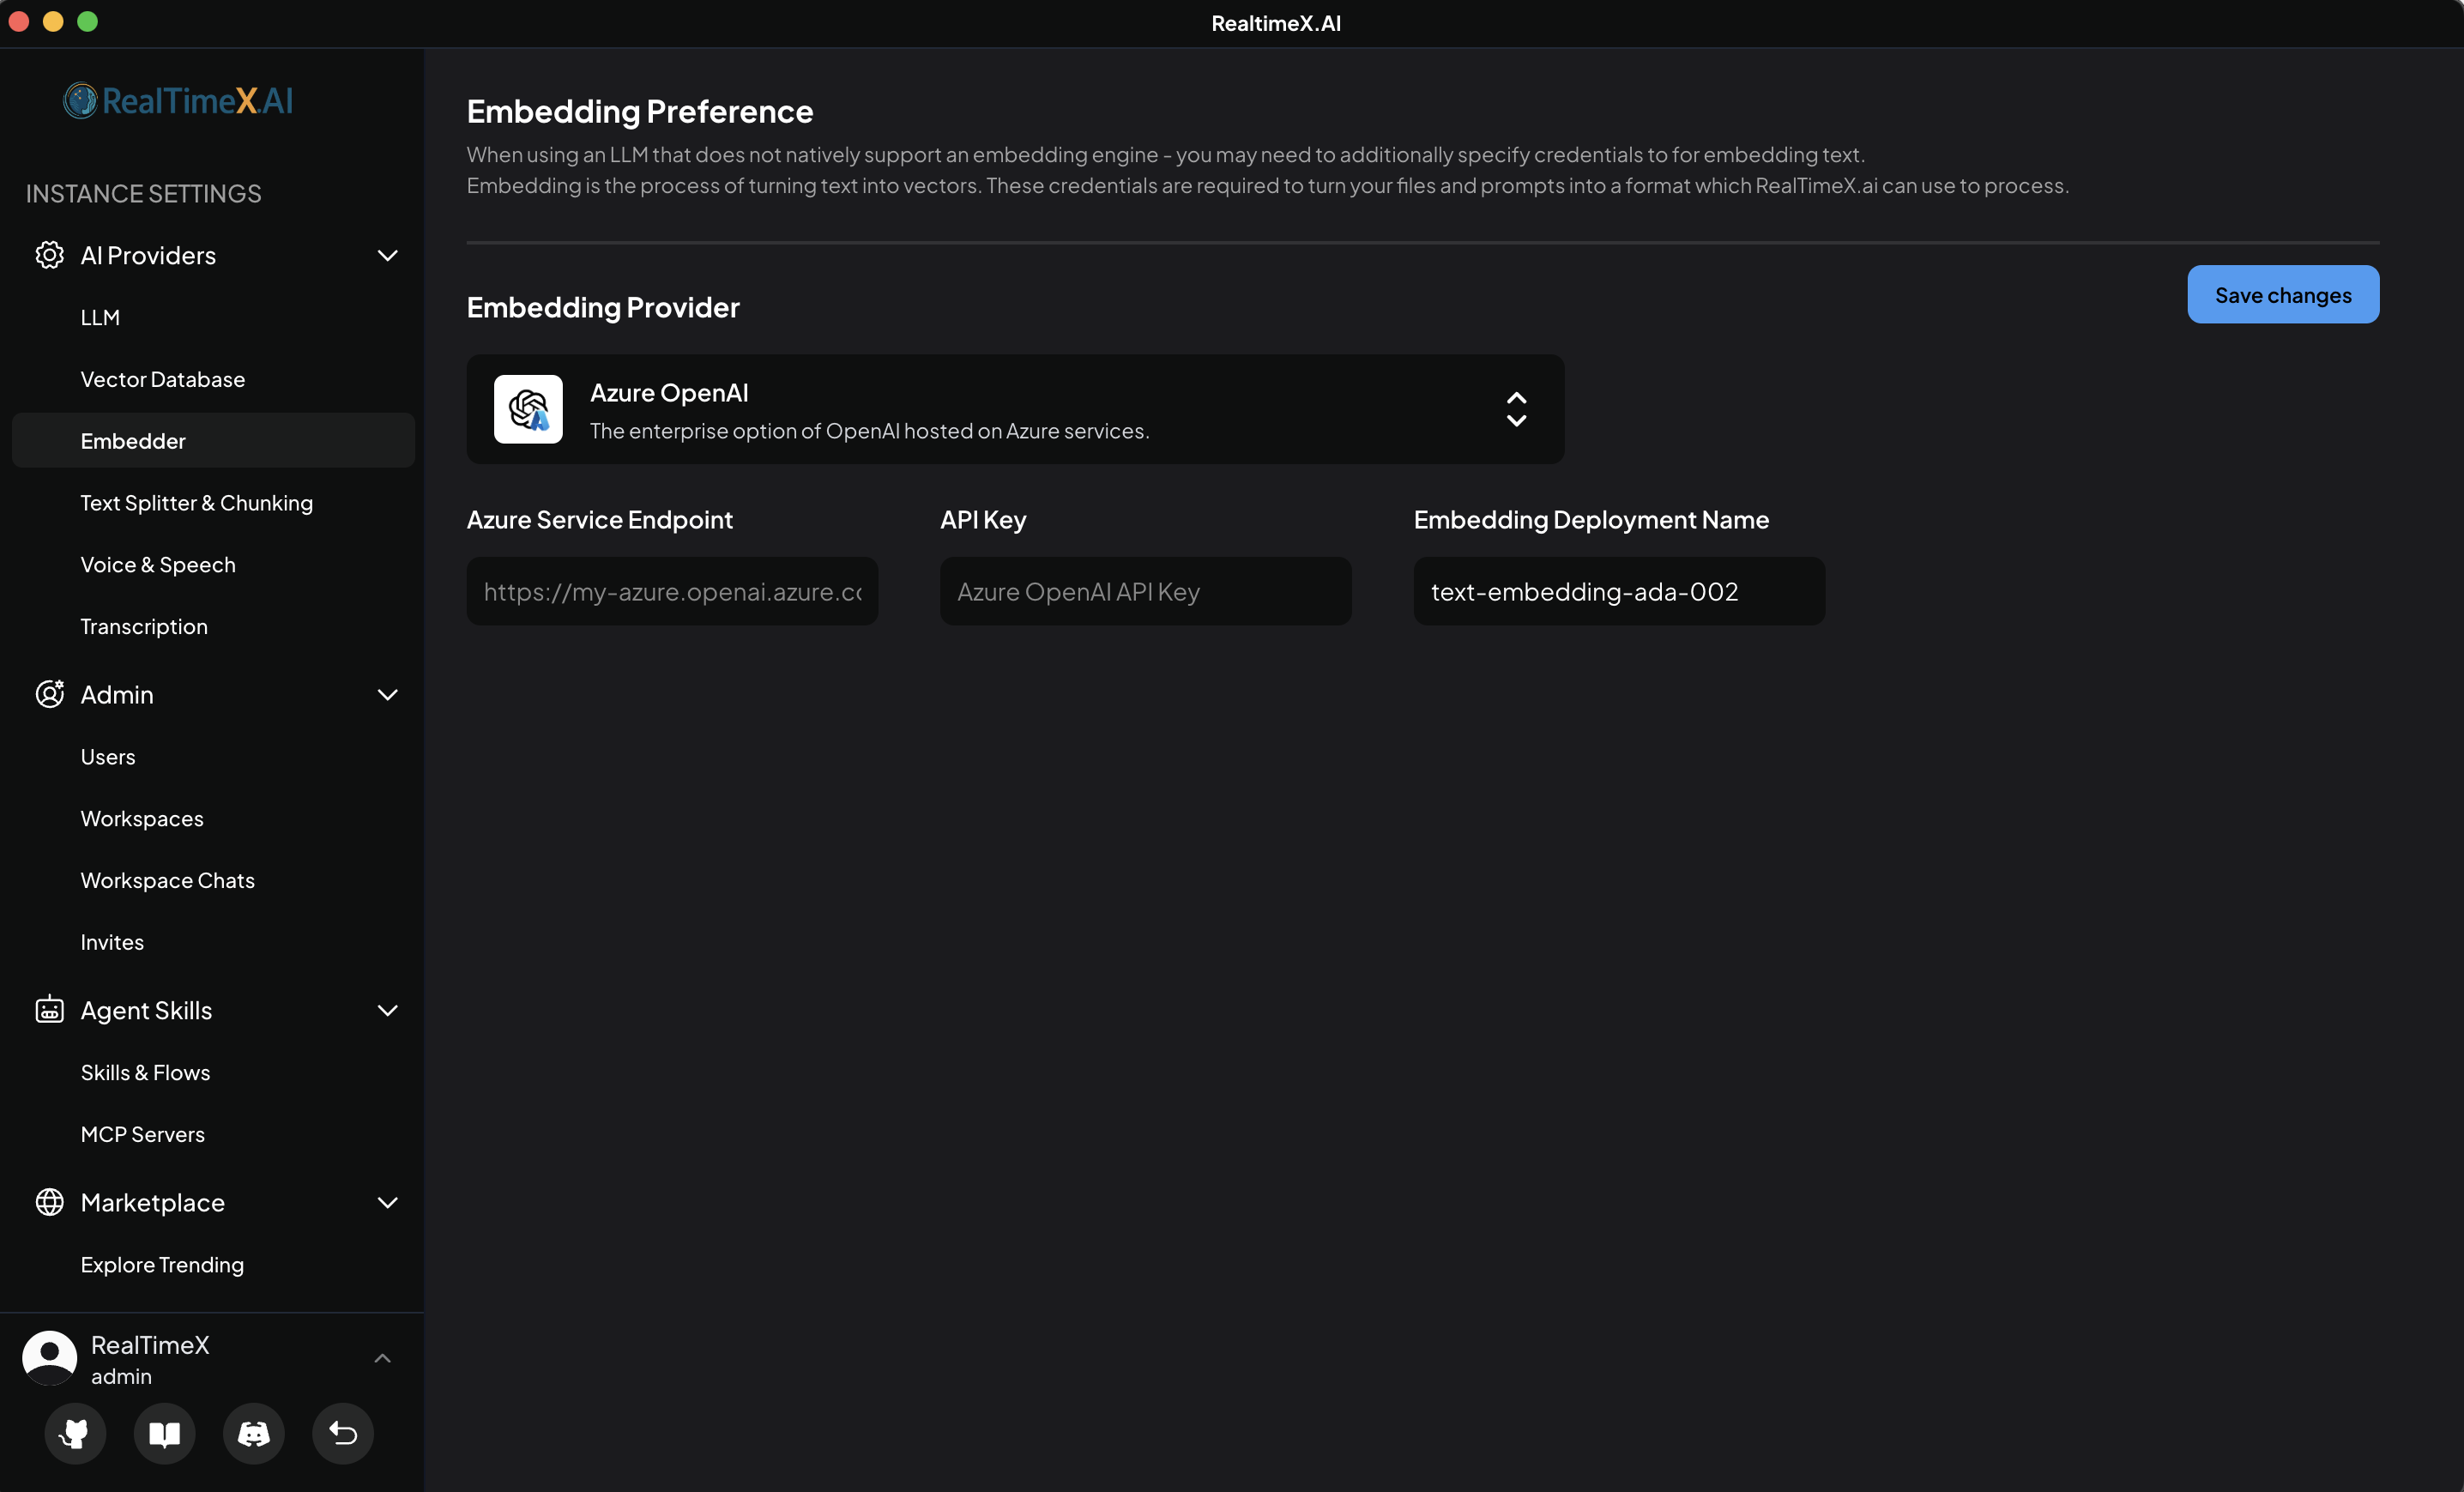 RealtimeX.AI
RealTimeX.AI
INSTANCE SETTINGS
AI Providers
LLM
Vector Database
Embedder
Text Splitter & Chunking
Voice & Speech
Transcription
Admin
Users
Workspaces
Workspace Chats
Invites
Agent Skills
Skills & Flows
MCP Servers
Marketplace
Explore Trending
RealTimeX
admin
Embedding Preference
When using an LLM that does not natively support an embedding engine - you may need to additionally specify credentials to for embedding text.
Embedding is the process of turning text into vectors. These credentials are required to turn your files and prompts into a format which RealTimeX.ai can use to process.
Save changes
Embedding Provider
Azure OpenAI
The enterprise option of OpenAI hosted on Azure services.
Azure Service Endpoint
https://my-azure.openai.azure.cc
API Key
Azure OpenAI API Key
Embedding Deployment Name
text-embedding-ada-002